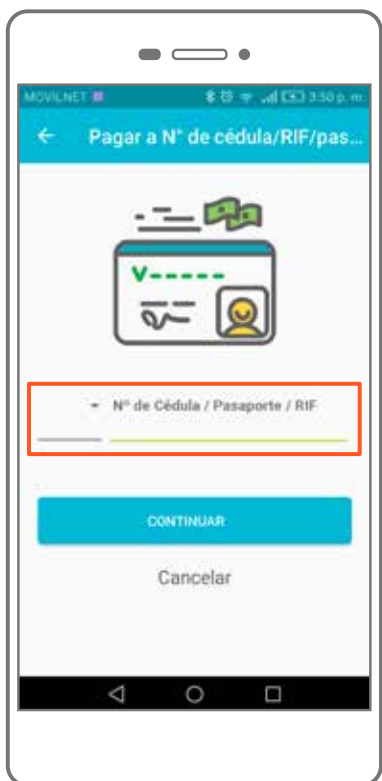 MOVILNET 3:50 p. m.
Pagar a N° de cédula/RIF/pas...
V------
N° de Cédula / Pasaporte / RIF
CONTINUAR
Cancelar